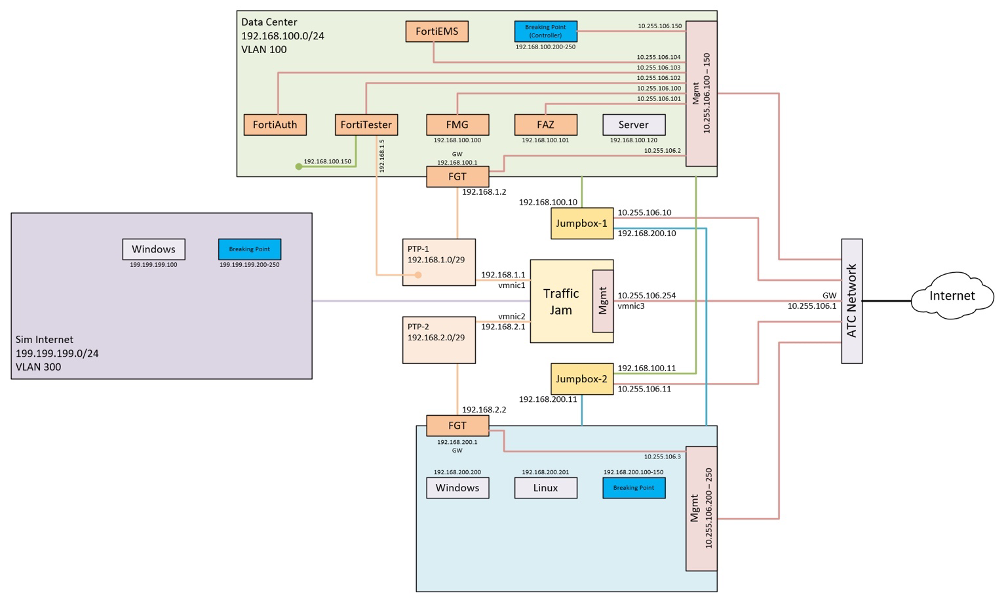 Data Center
192.168.100.0/24
VLAN 100
FortiEMS
Breaking Point
(Controller)
192.168.100.200-250
10.255.106.150
10.255.106.104
10.255.106.103
10.255.106.102
10.255.106.100
10.255.106.101
Mgmt
10.255.106.100 – 150
FortiAuth
FortiTester
FMG
192.168.100.100
FAZ
192.168.100.101
Server
192.168.100.120
192.168.100.150
192.168.1.5
GW
192.168.100.1
FGT
192.168.1.2
10.255.106.2
192.168.100.10
Jumpbox-1
10.255.106.10
192.168.200.10
Windows
199.199.199.100
Breaking Point
199.199.199.200-250
Sim Internet
199.199.199.0/24
VLAN 300
PTP-1
192.168.1.0/29
192.168.1.1
vmnic1
Traffic
Jam
Mgmt
10.255.106.254
vmnic3
vmnic2
192.168.2.1
PTP-2
192.168.2.0/29
GW
10.255.106.1
ATC Network
Internet
Jumpbox-2
192.168.100.11
10.255.106.11
192.168.200.11
192.168.2.2
FGT
192.168.200.1
GW
10.255.106.3
192.168.200.200
Windows
192.168.200.201
Linux
192.168.200.100-150
Breaking Point
Mgmt
10.255.106.200 – 250